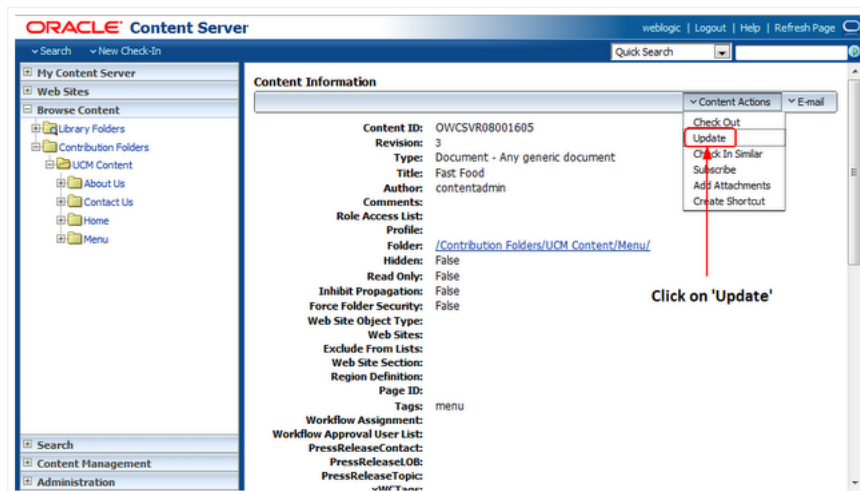 ORACLE Content Server
weblogic | Logout | Help | Refresh Page
Search New Check-In
Quick Search
My Content Server
Web Sites
Browse Content
Library Folders
Contribution Folders
UCM Content
About Us
Contact Us
Home
Menu
Search
Content Management
Administration
Content Information
Content Actions E-mail
Check Out
Update
Check In Similar
Subscribe
Add Attachments
Create Shortcut
Click on 'Update'
Content ID: OWCSVR08001605
Revision: 3
Type: Document - Any generic document
Title: Fast Food
Author: contentadmin
Comments:
Role Access List:
Profile:
Folder: /Contribution Folders/UCM Content/Menu/
Hidden: False
Read Only: False
Inhibit Propagation: False
Force Folder Security: False
Web Site Object Type:
Web Sites:
Exclude From Lists:
Web Site Section:
Region Definition:
Page ID:
Tags: menu
Workflow Assignment:
Workflow Approval User List:
PressReleaseContact:
PressReleaseLOB:
PressReleaseTopic:
xWCTags: